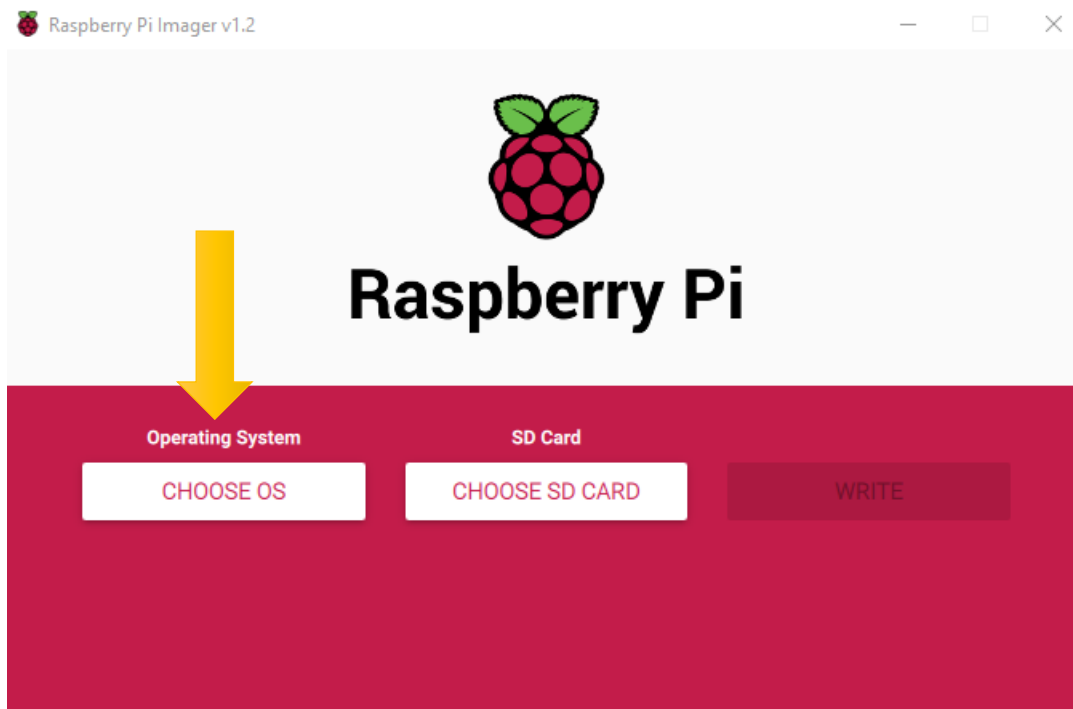 Raspberry Pi Imager v1.2
Raspberry Pi
Operating System
SD Card
CHOOSE OS
CHOOSE SD CARD
WRITE